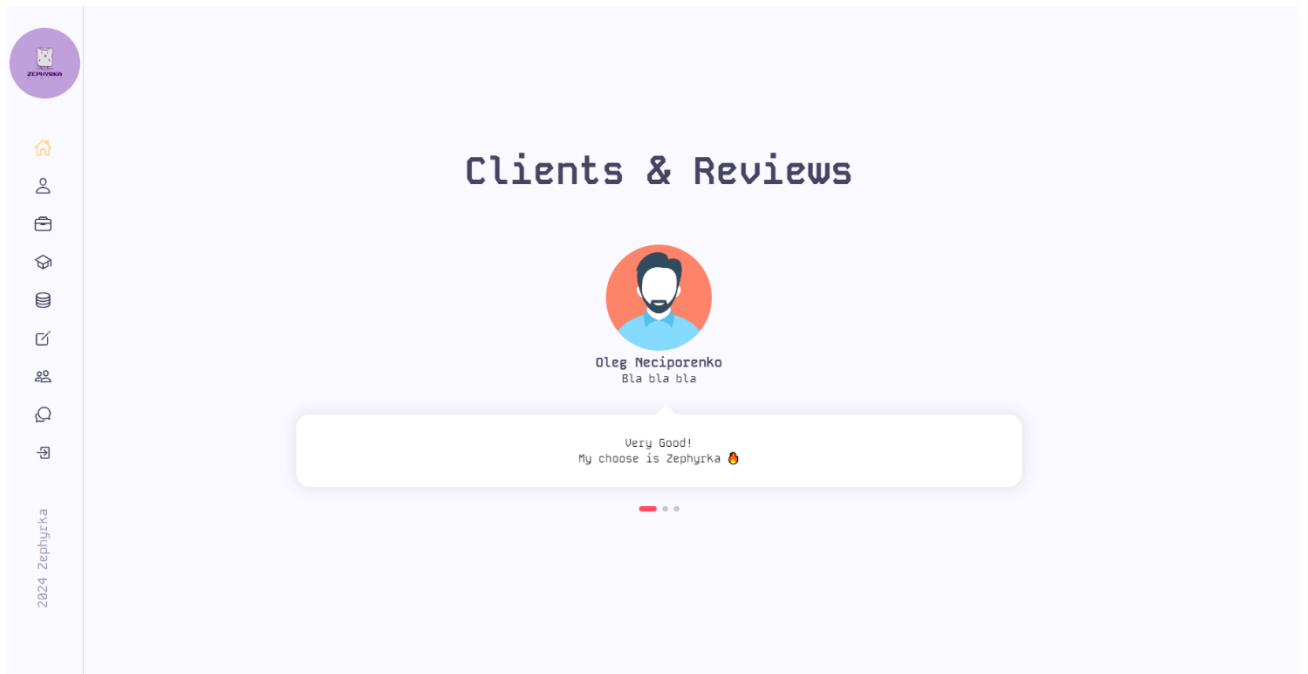 ZEPHYRKA
Clients & Reviews
Oleg Neciporenko
Bla bla bla
Very Good!
My choose is Zephyrka 🔥
2024 Zephyrka